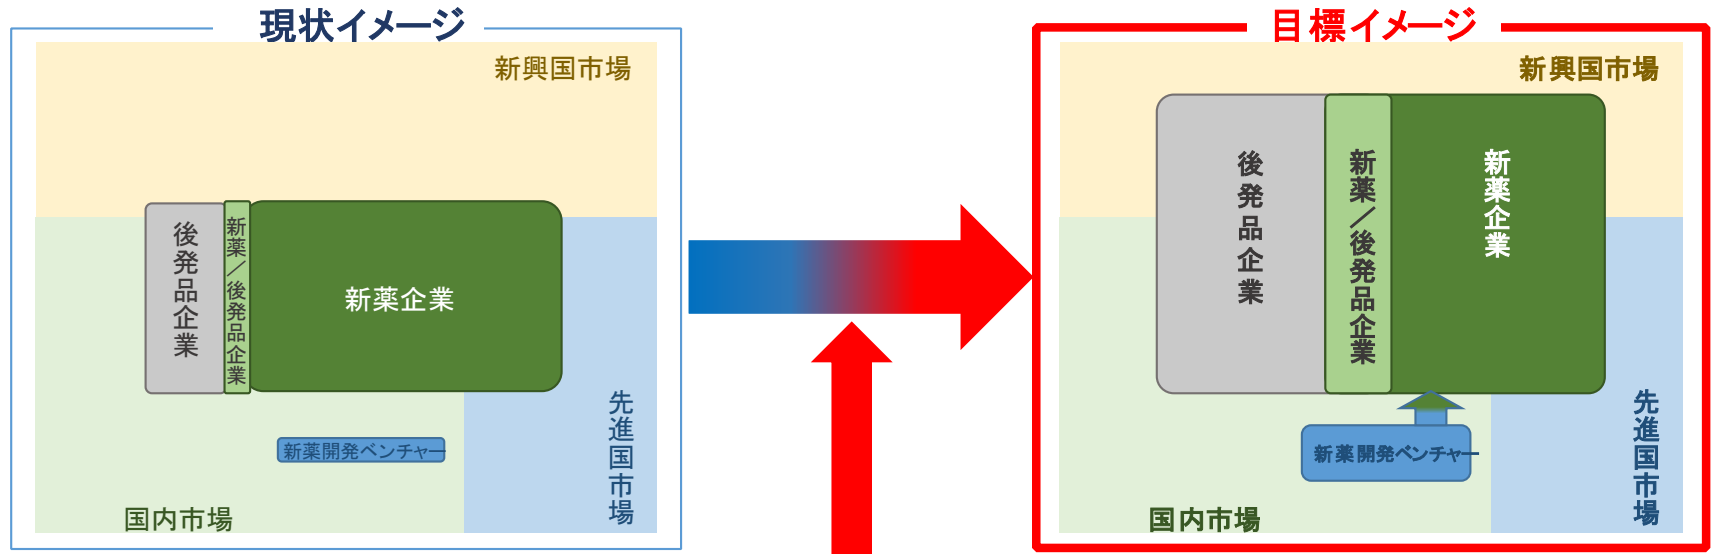 現状イメージ
新興国市場
後発品企業
新薬／後発品企業
新薬企業
新薬開発ベンチャー
先進国市場
国内市場
目標イメージ
新興国市場
後発品企業
新薬／後発品企業
新薬企業
新薬開発ベンチャー
先進国市場
国内市場